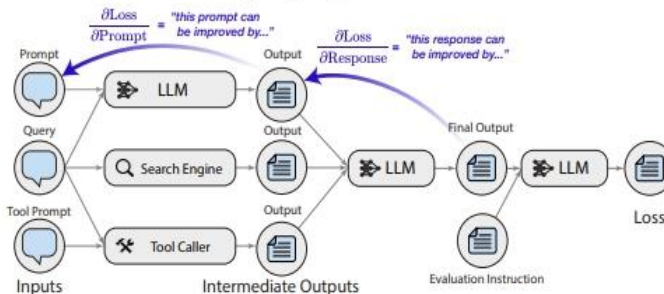 ∂Loss
∂Prompt
=
"this prompt can
be improved by..."
∂Loss
∂Response
=
"this response can
be improved by..."
Prompt
LLM
Output
Query
Search Engine
Output
LLM
Final Output
LLM
Loss
Tool Prompt
Tool Caller
Output
Evaluation Instruction
Inputs
Intermediate Outputs